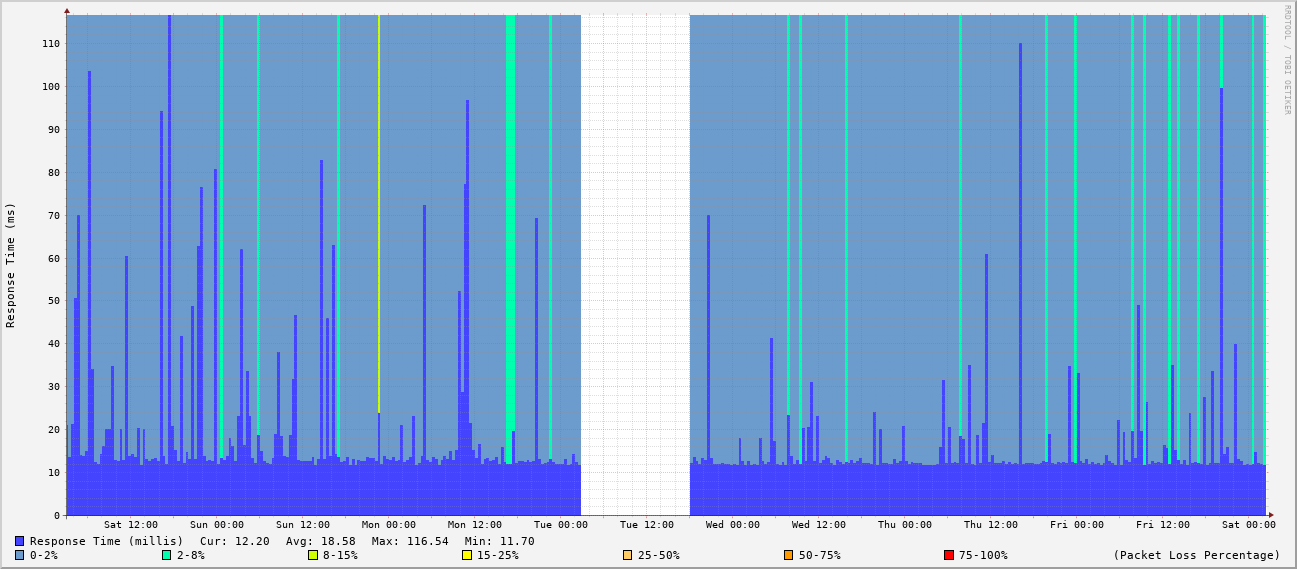 RRDTOOL / TOBI OETIKER
Response Time (ms)
110
100
90
80
70
60
50
40
30
20
10
0
Sat 12:00 Sun 00:00 Sun 12:00 Mon 00:00 Mon 12:00 Tue 00:00 Tue 12:00 Wed 00:00 Wed 12:00 Thu 00:00 Thu 12:00 Fri 00:00 Fri 12:00 Sat 00:00
Response Time (millis) Cur: 12.20 Avg: 18.58 Max: 116.54 Min: 11.70
0-2% 2-8% 8-15% 15-25% 25-50% 50-75% 75-100% (Packet Loss Percentage)